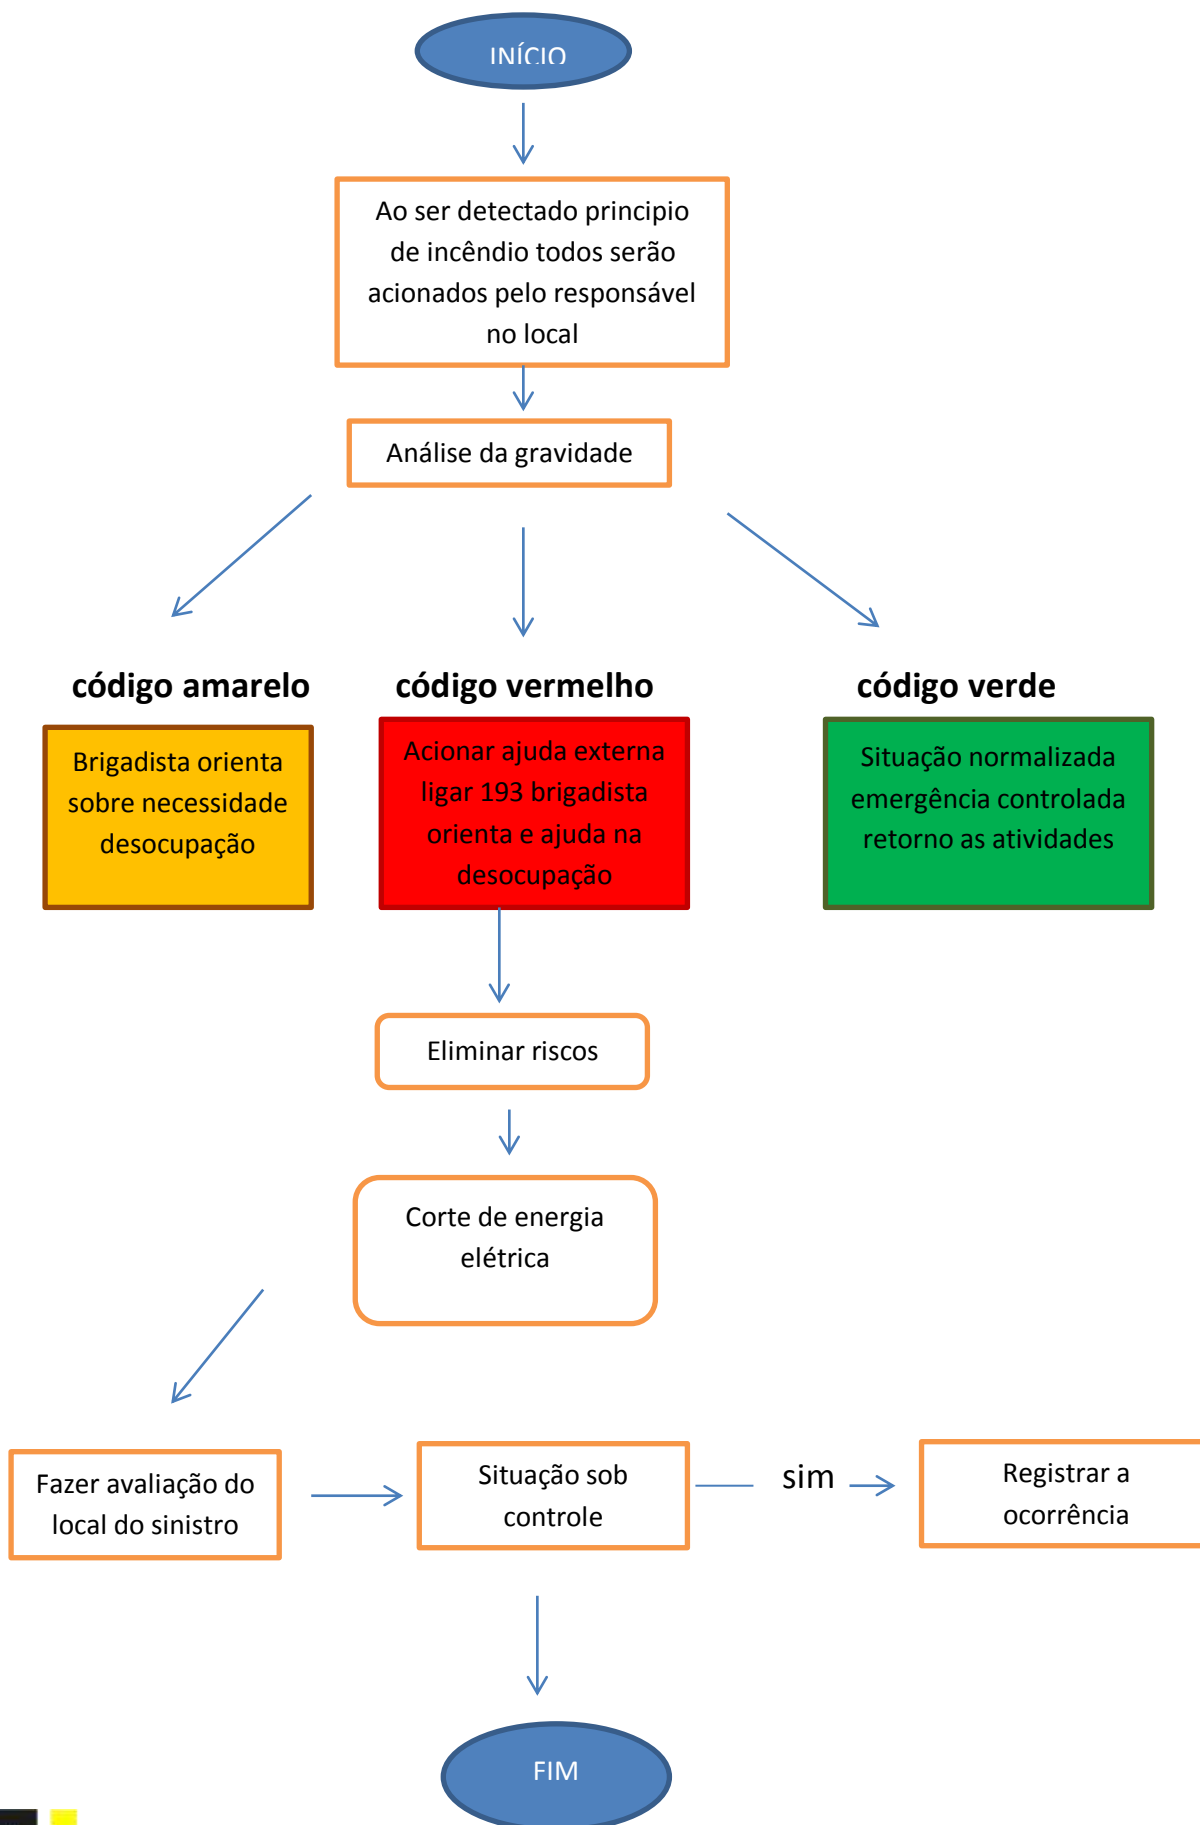 INÍCIO
Ao ser detectado principio
de incêndio todos serão
acionados pelo responsável
no local
Análise da gravidade
código amarelo
código vermelho
código verde
Brigadista orienta
sobre necessidade
desocupação
Acionar ajuda externa
ligar 193 brigadista
orienta e ajuda na
desocupação
Situação normalizada
emergência controlada
retorno as atividades
Eliminar riscos
Corte de energia
elétrica
Fazer avaliação do
local do sinistro
Situação sob
controle
sim
Registrar a
ocorrência
FIM